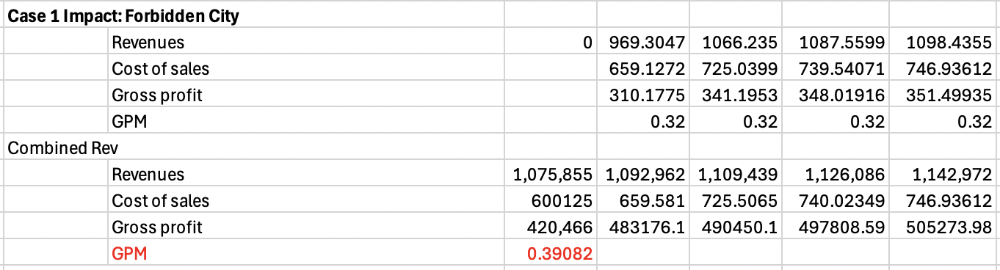 Case 1 Impact: Forbidden City
Revenues 0 969.3047 1066.235 1087.5599 1098.4355
Cost of sales 659.1272 725.0399 739.54071 746.93612
Gross profit 310.1775 341.1953 348.01916 351.49935
GPM 0.32 0.32 0.32 0.32
Combined Rev
Revenues 1,075,855 1,092,962 1,109,439 1,126,086 1,142,972
Cost of sales 600125 659.581 725.5065 740.02349 746.93612
Gross profit 420,466 483176.1 490450.1 497808.59 505273.98
GPM 0.39082